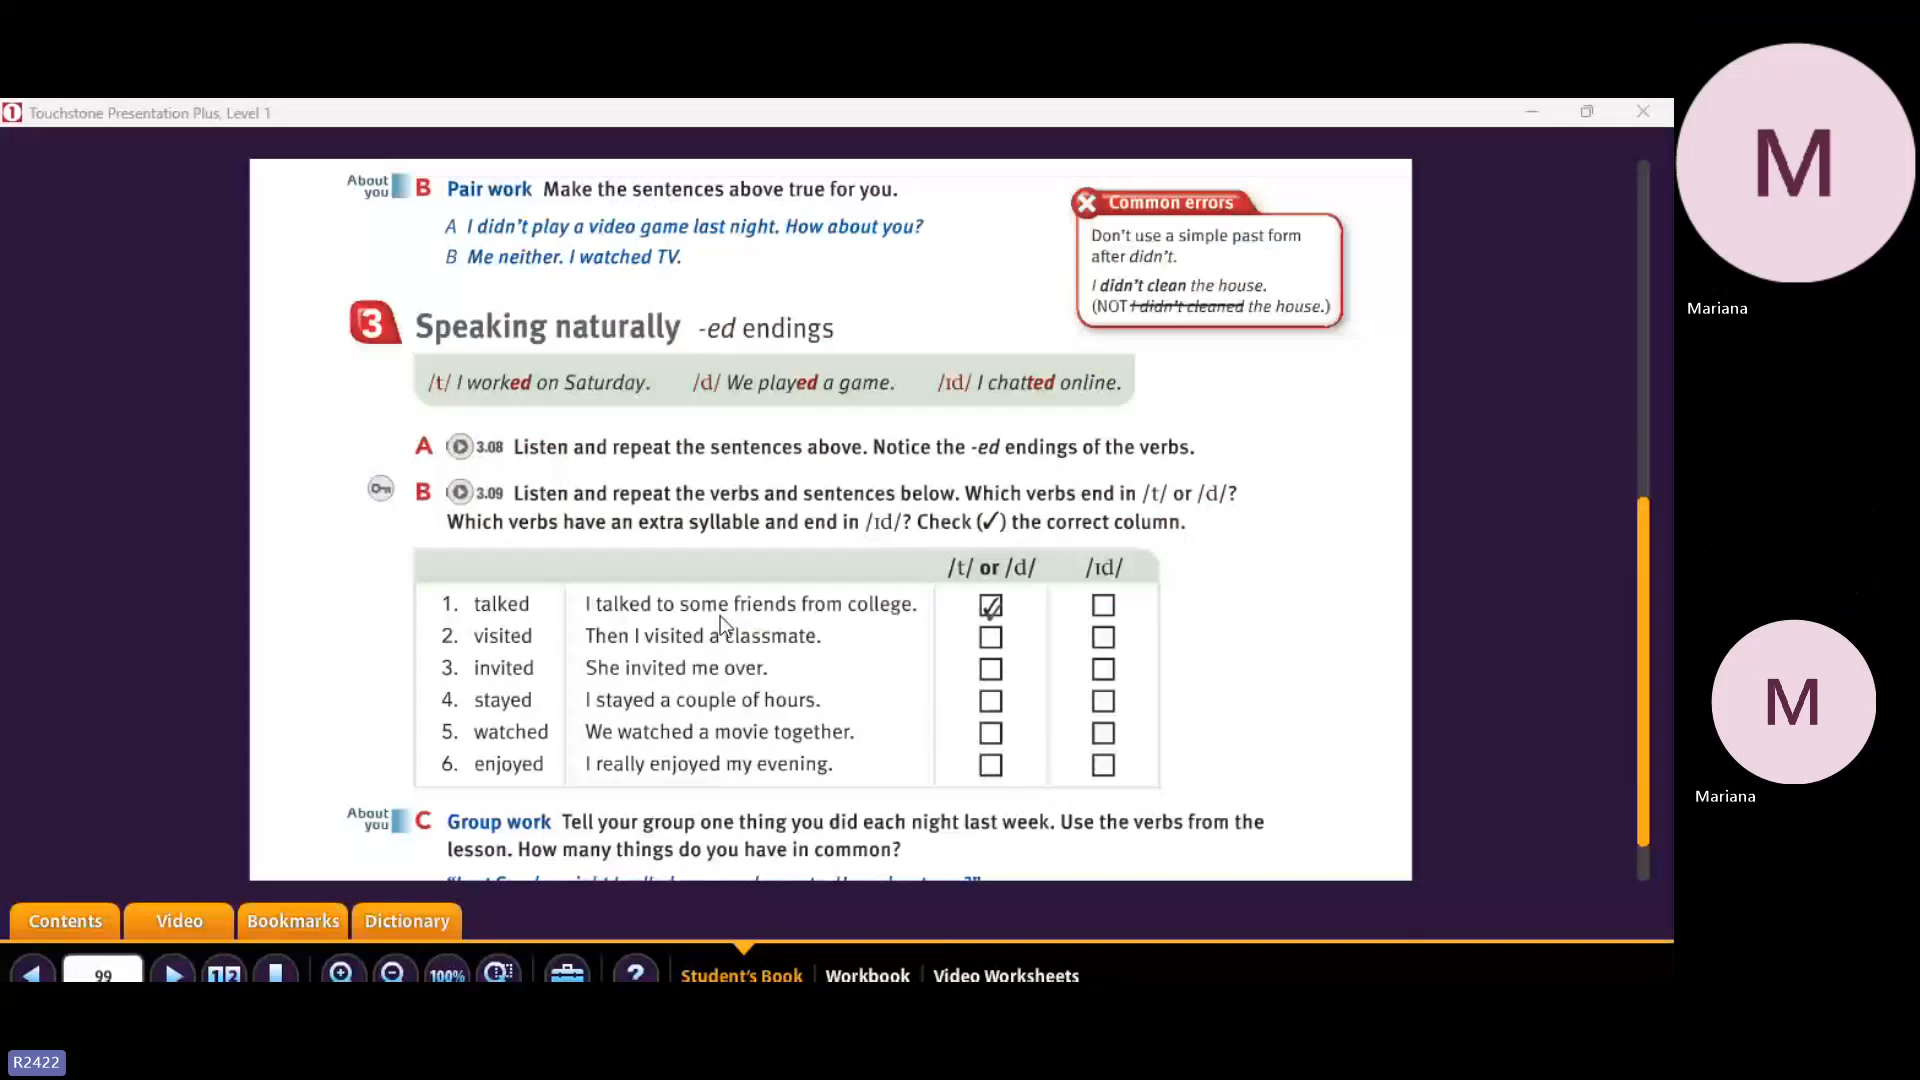 Touchstone Presentation Plus, Level 1
About you B Pair work Make the sentences above true for you.
A I didn't play a video game last night. How about you?
B Me neither. I watched TV.
Common errors
Don't use a simple past form
after didn't.
I didn't clean the house.
(NOT I didn't cleaned the house.)
3 Speaking naturally -ed endings
/t/ I worked on Saturday. /d/ We played a game. /ɪd/ I chatted online.
A 3.08 Listen and repeat the sentences above. Notice the -ed endings of the verbs.
B 3.09 Listen and repeat the verbs and sentences below. Which verbs end in /t/ or /d/?
Which verbs have an extra syllable and end in /ɪd/? Check (✓) the correct column.
/t/ or /d/ /ɪd/
1. talked I talked to some friends from college.
2. visited Then I visited a classmate.
3. invited She invited me over.
4. stayed I stayed a couple of hours.
5. watched We watched a movie together.
6. enjoyed I really enjoyed my evening.
About you C Group work Tell your group one thing you did each night last week. Use the verbs from the
lesson. How many things do you have in common?
Contents Video Bookmarks Dictionary
99 12 100% ? Student's Book Workbook Video Worksheets
M
Mariana
M
Mariana
R2422